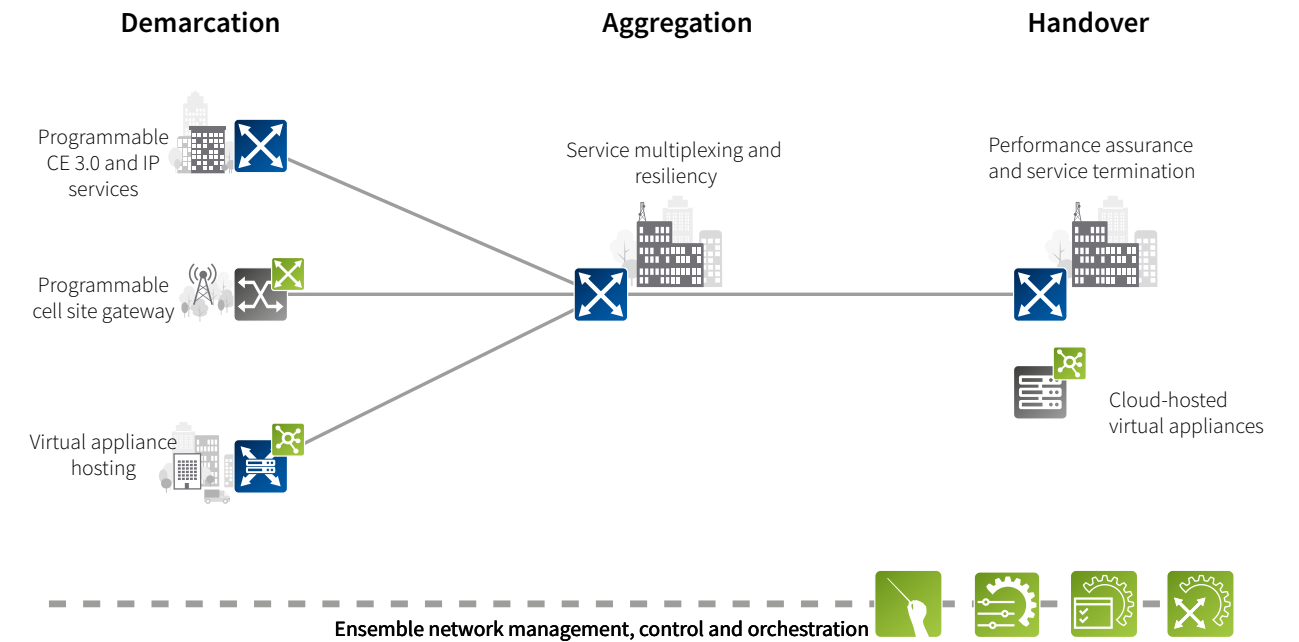 Demarcation
Aggregation
Handover
Programmable
CE 3.0 and IP
services
Service multiplexing and
resiliency
Performance assurance
and service termination
Programmable
cell site gateway
Cloud-hosted
virtual appliances
Virtual appliance
hosting
Ensemble network management, control and orchestration